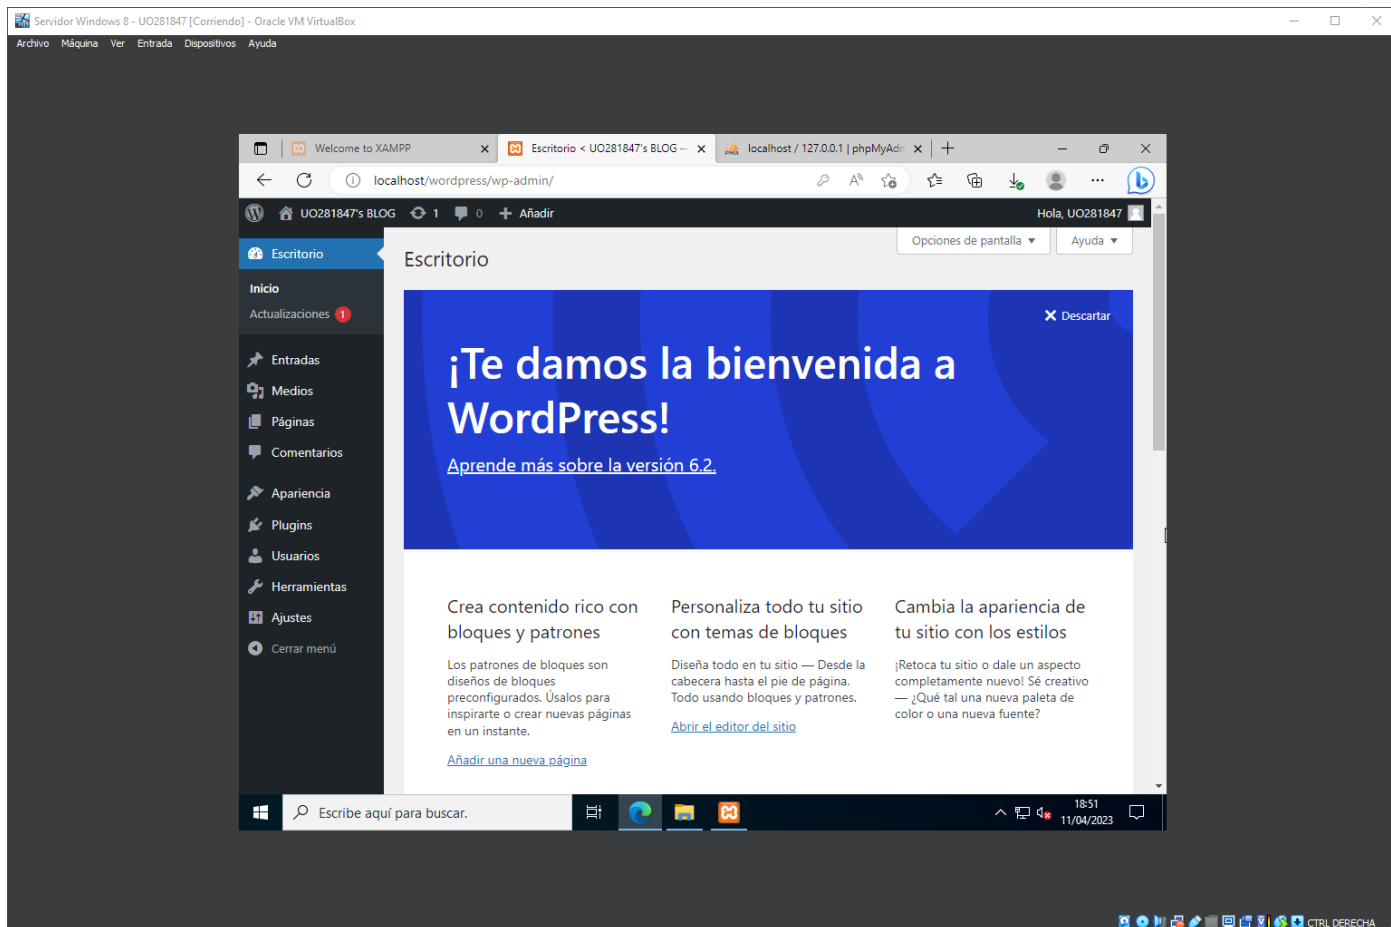 Servidor Windows 8 - UO281847 [Corriendo] - Oracle VM VirtualBox
Archivo Máquina Ver Entrada Dispositivos Ayuda
Welcome to XAMPP
Escritorio < UO281847's BLOG —
localhost / 127.0.0.1 | phpMyAdm
localhost/wordpress/wp-admin/
UO281847's BLOG 1 0 + Añadir
Hola, UO281847
Opciones de pantalla
Ayuda
Escritorio
Inicio
Actualizaciones 1
Entradas
Medios
Páginas
Comentarios
Apariencia
Plugins
Usuarios
Herramientas
Ajustes
Cerrar menú
Escritorio
Descartar
¡Te damos la bienvenida a
WordPress!
Aprende más sobre la versión 6.2.
Crea contenido rico con
bloques y patrones
Los patrones de bloques son
diseños de bloques
preconfigurados. Úsalos para
inspirarte o crear nuevas páginas
en un instante.
Añadir una nueva página
Personaliza todo tu sitio
con temas de bloques
Diseña todo en tu sitio — Desde la
cabecera hasta el pie de página.
Todo usando bloques y patrones.
Abrir el editor del sitio
Cambia la apariencia de
tu sitio con los estilos
¡Retoca tu sitio o dale un aspecto
completamente nuevo! Sé creativo
— ¿Qué tal una nueva paleta de
color o una nueva fuente?
Escribe aquí para buscar.
18:51
11/04/2023
CTRL DERECHA